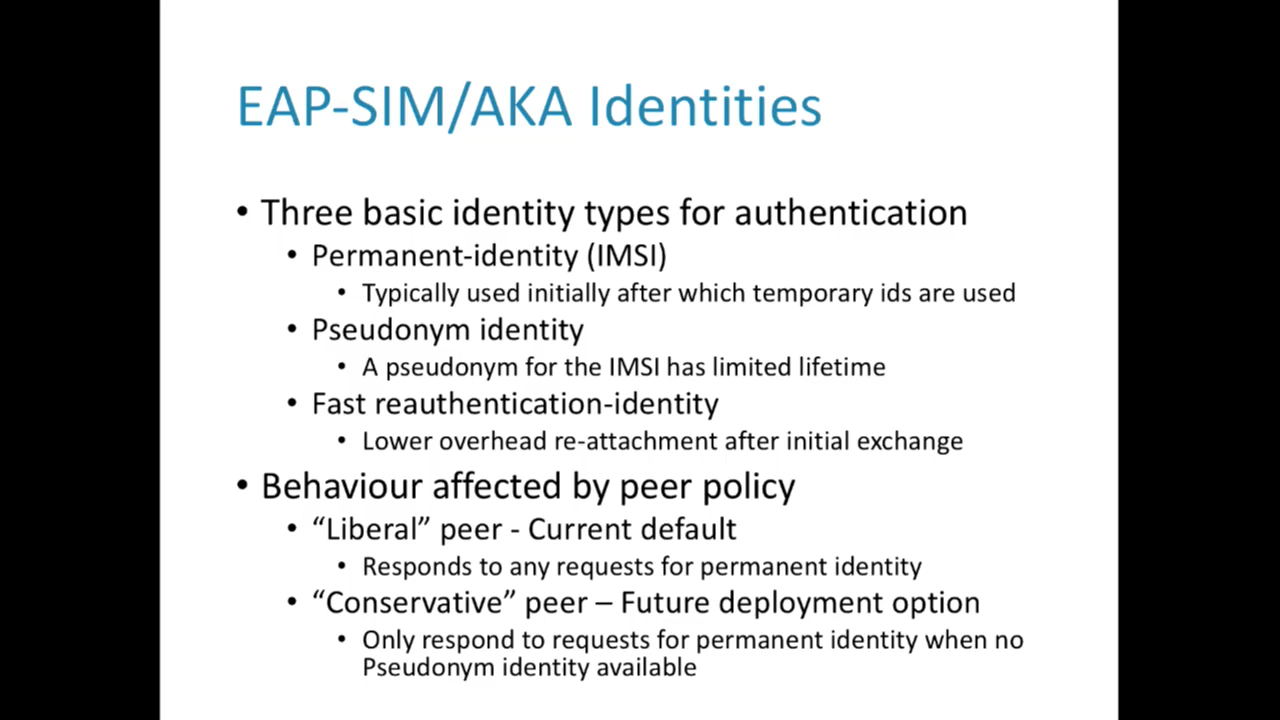 EAP-SIM/AKA Identities
• Three basic identity types for authentication
• Permanent-identity (IMSI)
• Typically used initially after which temporary ids are used
• Pseudonym identity
• A pseudonym for the IMSI has limited lifetime
• Fast reauthentication-identity
• Lower overhead re-attachment after initial exchange
• Behaviour affected by peer policy
• “Liberal” peer - Current default
• Responds to any requests for permanent identity
• “Conservative” peer – Future deployment option
• Only respond to requests for permanent identity when no
Pseudonym identity available